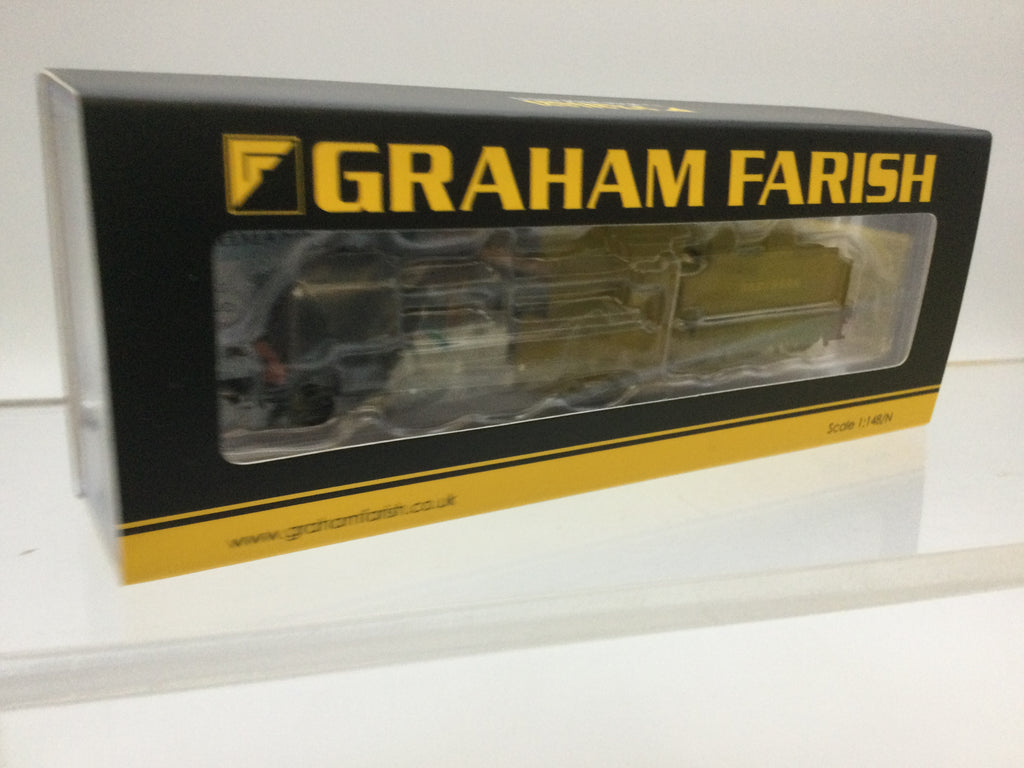 GRAHAM FARISH
Scale 1:148/N
www.grahamfarish.co.uk